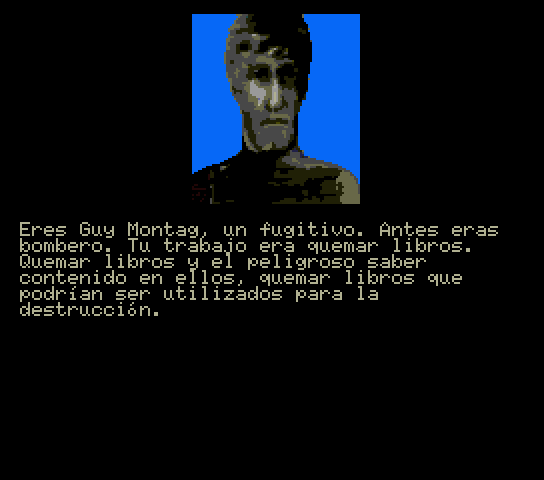 Eres Guy Montag, un fugitivo. Antes eras
bombero. Tu trabajo era quemar libros.
Quemar libros y el peligroso saber
contenido en ellos, quemar libros que
podrían ser utilizados para la
destrucción.